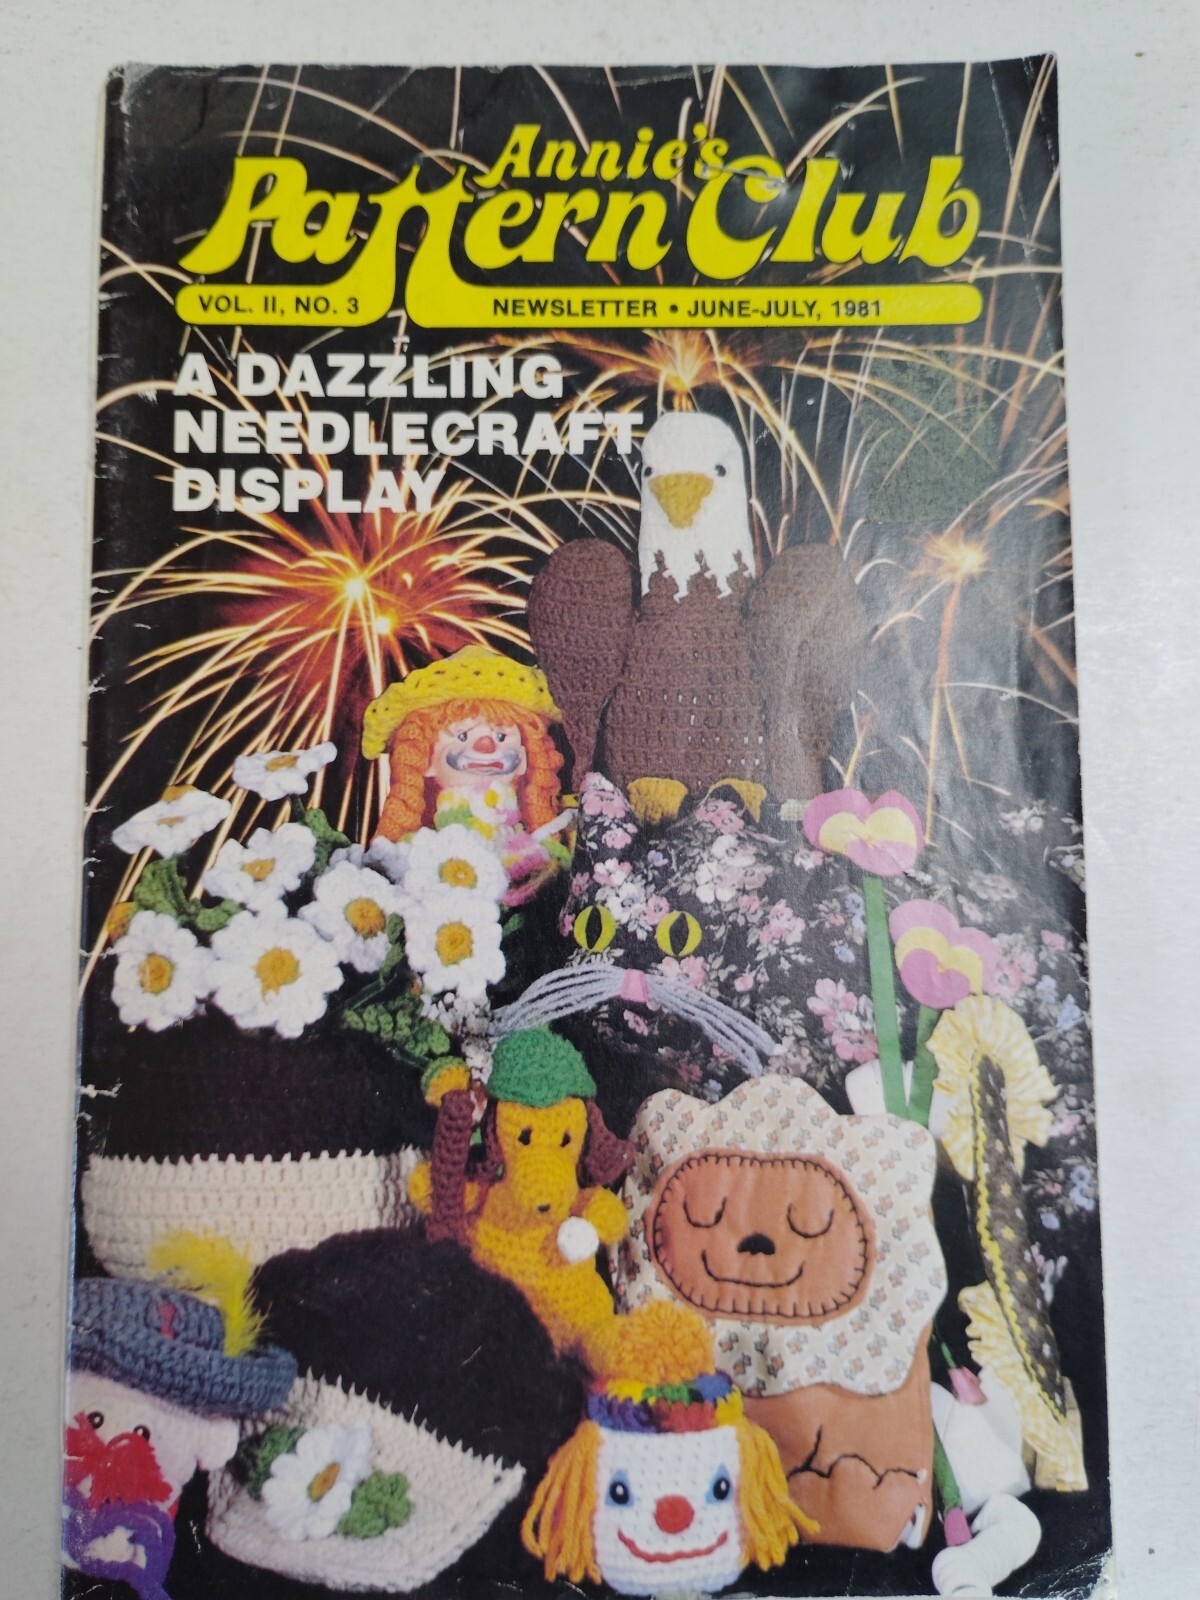 Annie's
Pattern Club
VOL. II, NO. 3
NEWSLETTER • JUNE-JULY, 1981
A DAZZLING
NEEDLECRAFT
DISPLAY